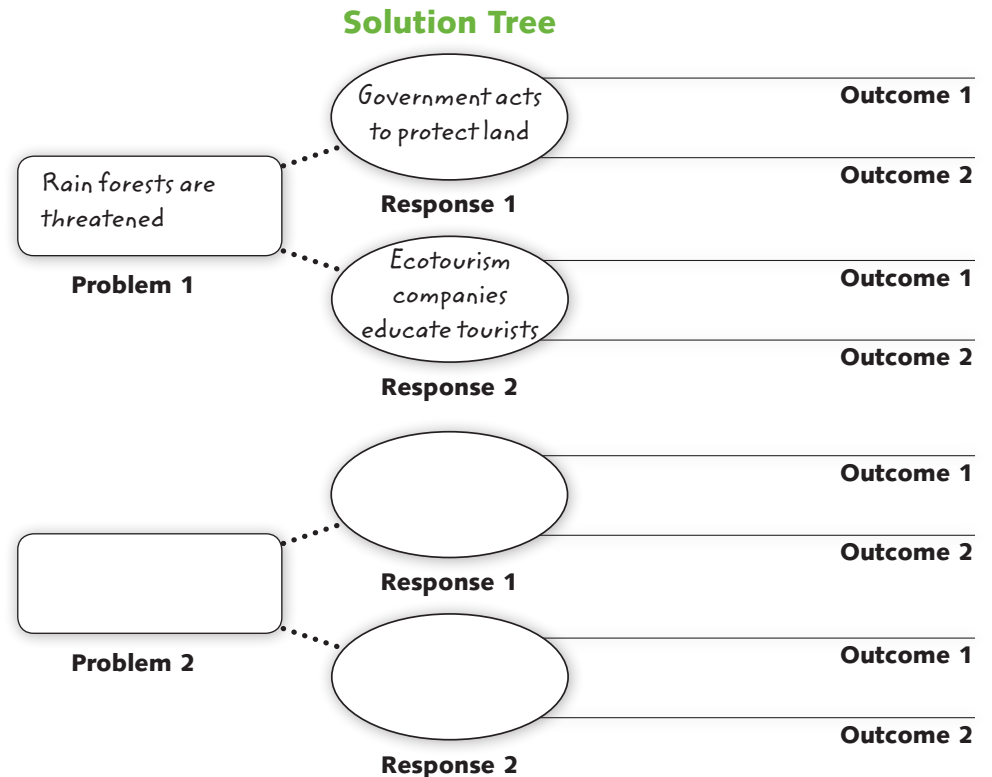 Solution Tree
Government acts
to protect land
Outcome 1
Outcome 2
Response 1
Rain forests are
threatened
Problem 1
Ecotourism
companies
educate tourists
Outcome 1
Outcome 2
Response 2
Outcome 1
Outcome 2
Response 1
Problem 2
Outcome 1
Outcome 2
Response 2